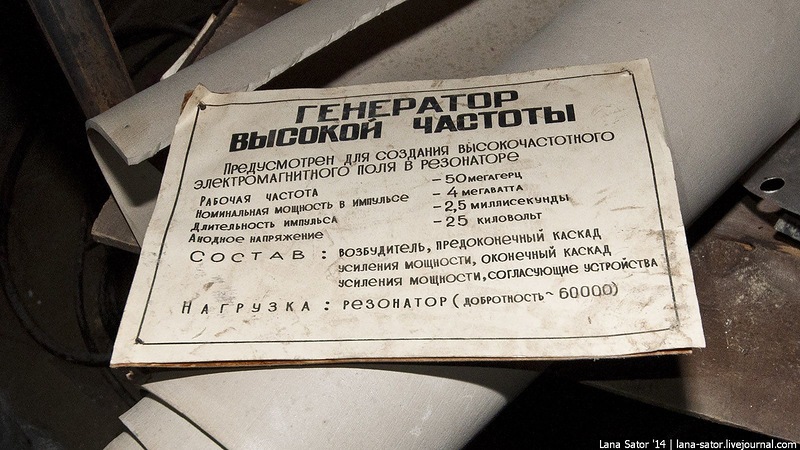 ГЕНЕРАТОР
ВЫСОКОЙ ЧАСТОТЫ
Предусмотрен для создания высокочастотного
электромагнитного поля в резонаторе
Рабочая частота – 50 мегагерц
Номинальная мощность в импульсе – 4 мегаватта
Длительность импульса – 2,5 миллисекунды
Анодное напряжение – 25 киловольт
Состав: возбудитель, предоконечный каскад
усиления мощности, оконечный каскад
усиления мощности, согласующие устройства
Нагрузка: резонатор (добротность ~ 60000)
Lana Sator '14 | lana-sator.livejournal.com